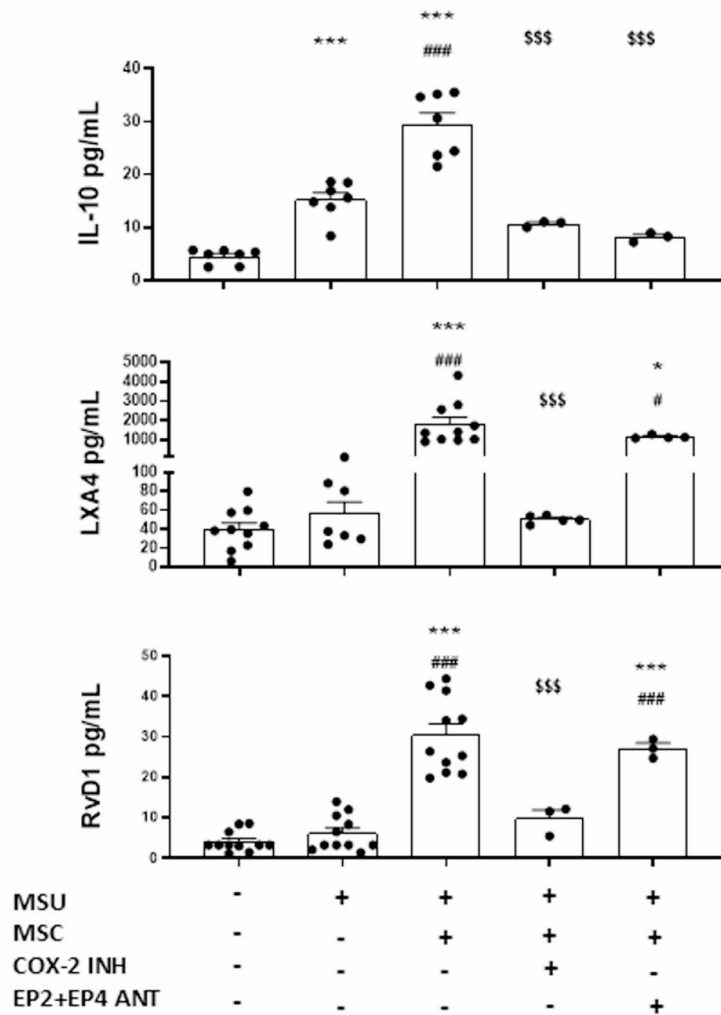 *** *** $$$ $$$
###
IL-10 pg/mL
40
30
20
10
0
*** 
### $$$ *
#
LXA4 pg/mL
5000
4000
3000
2000
1000
100
80
60
40
20
0
***
### $$$ ***
###
RvD1 pg/mL
50
40
30
20
10
0
MSU - + + + +
MSC - - + + +
COX-2 INH - - - + -
EP2+EP4 ANT - - - - +